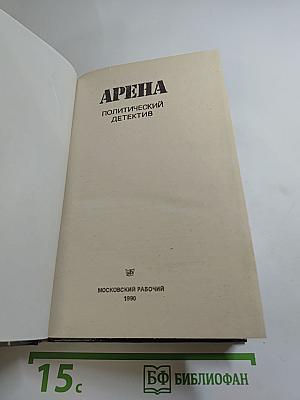 АРЕНА
ПОЛИТИЧЕСКИЙ
ДЕТЕКТИВ
МОСКОВСКИЙ РАБОЧИЙ
1990
15с
БФ БИБЛИОФАН